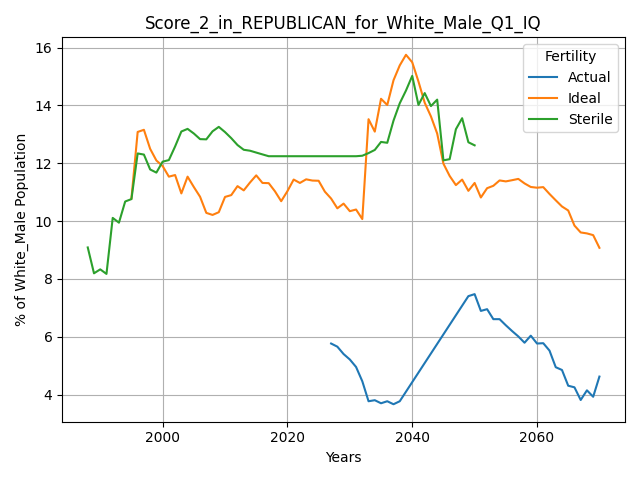 Score_2_in_REPUBLICAN_for_White_Male_Q1_IQ
Fertility
Actual
Ideal
Sterile
% of White_Male Population
16
14
12
10
8
6
4
2000
2020
2040
2060
Years